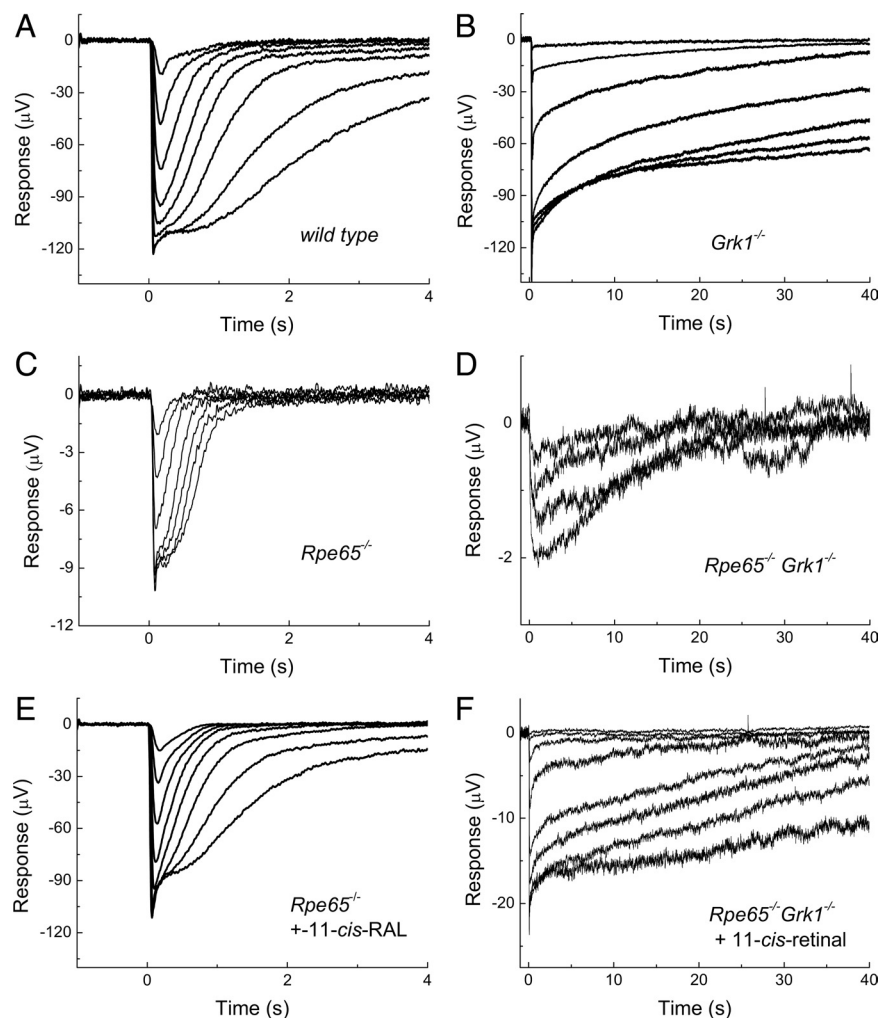 A
Response (μV)
0
-30
-60
-90
-120
wild type
0
2
4
Time (s)
B
Response (μV)
0
-30
-60
-90
-120
Grk1-/-
0
10
20
30
40
Time (s)
C
Response (μV)
0
-3
-6
-9
-12
Rpe65-/-
0
2
4
Time (s)
D
Response (μV)
0
-2
Rpe65-/- Grk1-/-
0
10
20
30
40
Time (s)
E
Response (μV)
0
-30
-60
-90
-120
Rpe65-/-
+-11-cis-RAL
0
2
4
Time (s)
F
Response (μV)
0
-10
-20
Rpe65-/-Grk1-/-
+ 11-cis-retinal
0
10
20
30
40
Time (s)